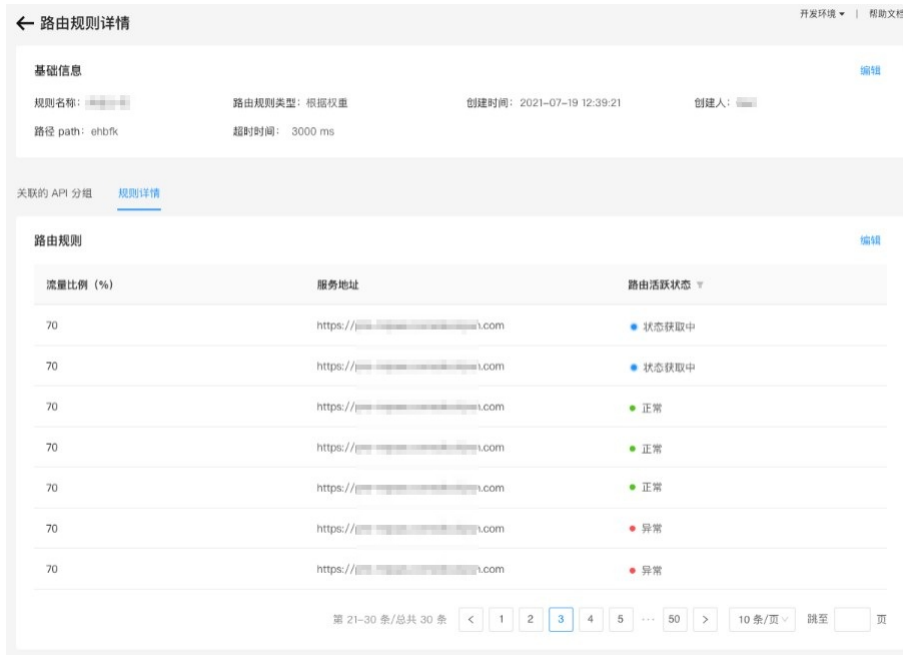 开发环境 | 帮助文档
← 路由规则详情
基础信息 编辑
规则名称： 路由规则类型：根据权重 创建时间：2021-07-19 12:39:21 创建人：
路径 path：ehbfk 超时时间： 3000 ms
关联的 API 分组 规则详情
路由规则 编辑
流量比例（%） 服务地址 路由活跃状态
70 https:// .com 状态获取中
70 https:// .com 状态获取中
70 https:// .com 正常
70 https:// .com 正常
70 https:// .com 正常
70 https:// .com 异常
70 https:// .com 异常
第 21-30 条/总共 30 条 < 1 2 3 4 5 ··· 50 > 10 条/页 跳至 页